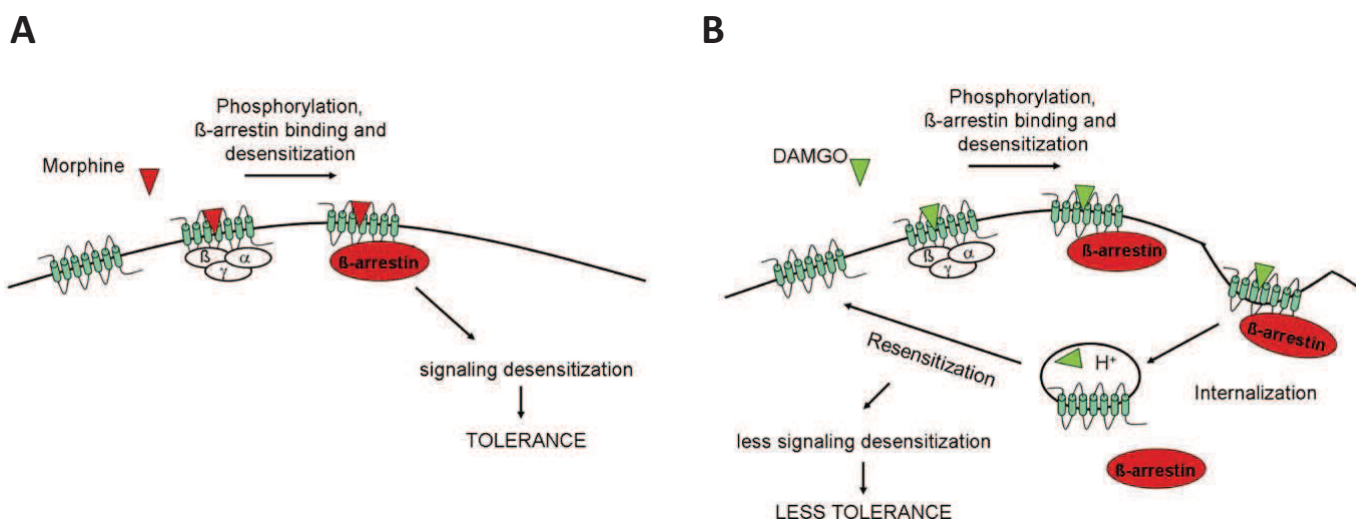 A
Phosphorylation,
ß-arrestin binding and
desensitization
Morphine
ß
α
γ
ß-arrestin
signaling desensitization
TOLERANCE
B
Phosphorylation,
ß-arrestin binding and
desensitization
DAMGO
ß
α
γ
ß-arrestin
ß-arrestin
Resensitization
H⁺
Internalization
less signaling desensitization
ß-arrestin
LESS TOLERANCE